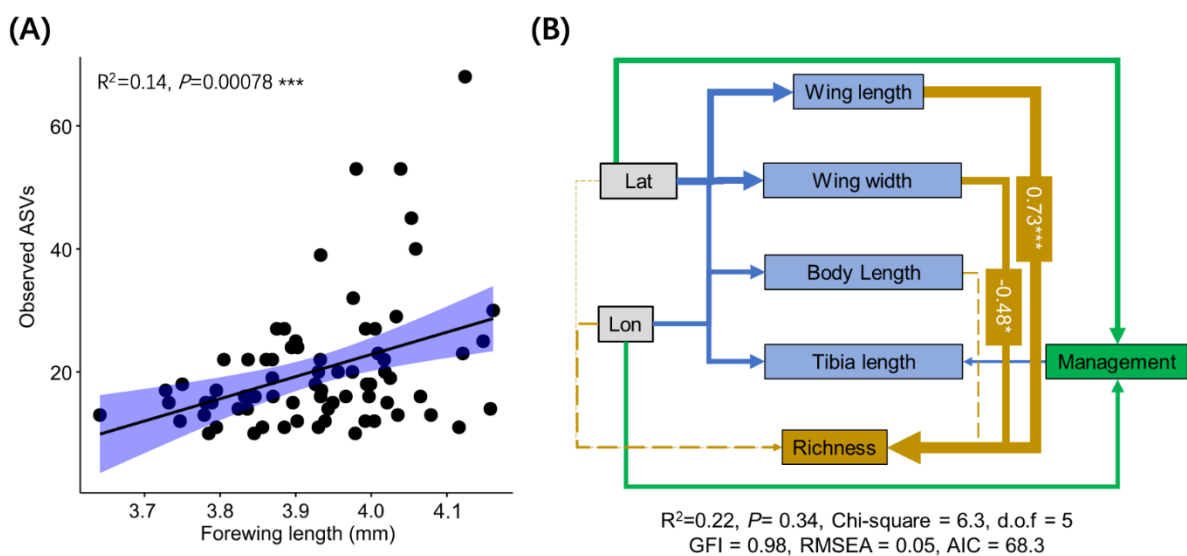 (A)
R²=0.14, P=0.00078 ***
Observed ASVs
60
40
20
3.7 3.8 3.9 4.0 4.1
Forewing length (mm)
(B)
Wing length
Lat
Wing width
0.73***
Body Length
-0.48*
Lon
Tibia length
Management
Richness
R²=0.22, P= 0.34, Chi-square = 6.3, d.o.f = 5
GFI = 0.98, RMSEA = 0.05, AIC = 68.3